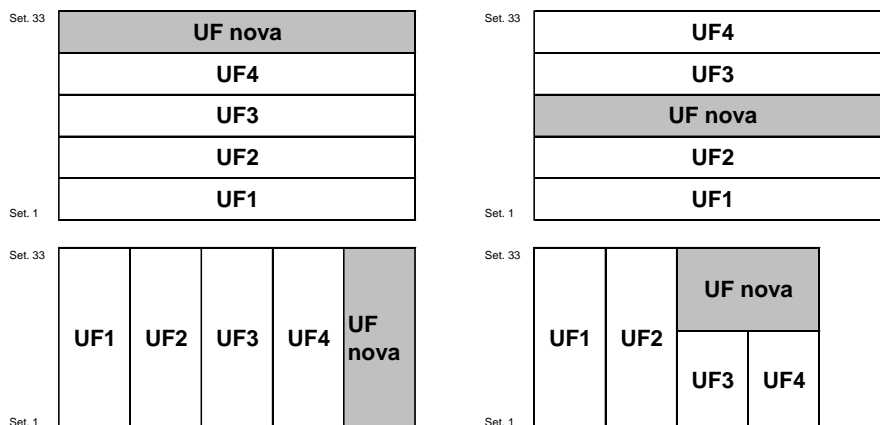 Set. 33
UF nova
UF4
UF3
UF2
UF1
Set. 1
Set. 33
UF4
UF3
UF nova
UF2
UF1
Set. 1
Set. 33
UF1 UF2 UF3 UF4 UF
nova
Set. 1
Set. 33
UF nova
UF1 UF2
UF3 UF4
Set. 1